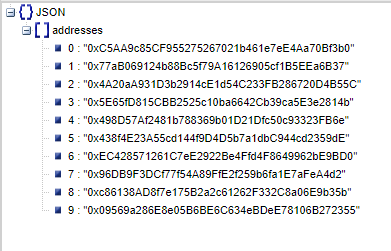 JSON
addresses
0 : "0xC5AA9c85CF955275267021b461e7eE4Aa70Bf3b0"
1 : "0x77aB069124b88Bc5f79A16126905cf1B5EEa6B37"
2 : "0x4A20aA931D3b2914cE1d54C233FB286720D4B55C"
3 : "0x5E65fD815CBB2525c10ba6642Cb39ca5E3e2814b"
4 : "0x498D57Af2481b788369b01D21Dfc50c93323FB6e"
5 : "0x438f4E23A55cd144f9D4D5b7a1dbC944cd2359dE"
6 : "0xEC428571261C7eE2922Be4Ffd4F8649962bE9BD0"
7 : "0x96DB9F3DCf77f54A89FfE2f259b6fa1E7aFeA4d2"
8 : "0xc86138AD8f7e175B2a2c61262F332C8a06E9b35b"
9 : "0x09569a286E8e05B6BE6C634eBDeE78106B272355"